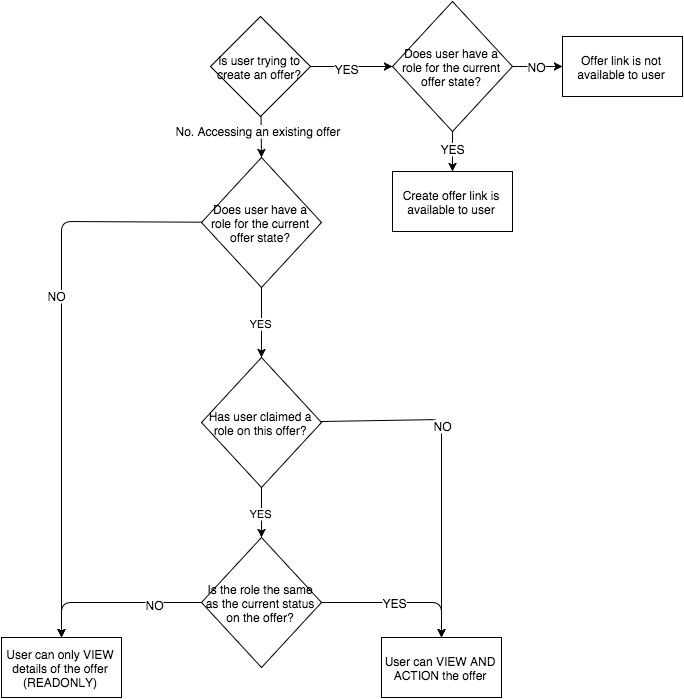 Is user trying to
create an offer?
YES
Does user have a
role for the current
offer state?
NO
Offer link is not
available to user
No. Accessing an existing offer
YES
Create offer link is
available to user
Does user have a
role for the current
offer state?
NO
YES
Has user claimed a
role on this offer?
NO
YES
Is the role the same
as the current status
on the offer?
NO
YES
User can only VIEW
details of the offer
(READONLY)
User can VIEW AND
ACTION the offer